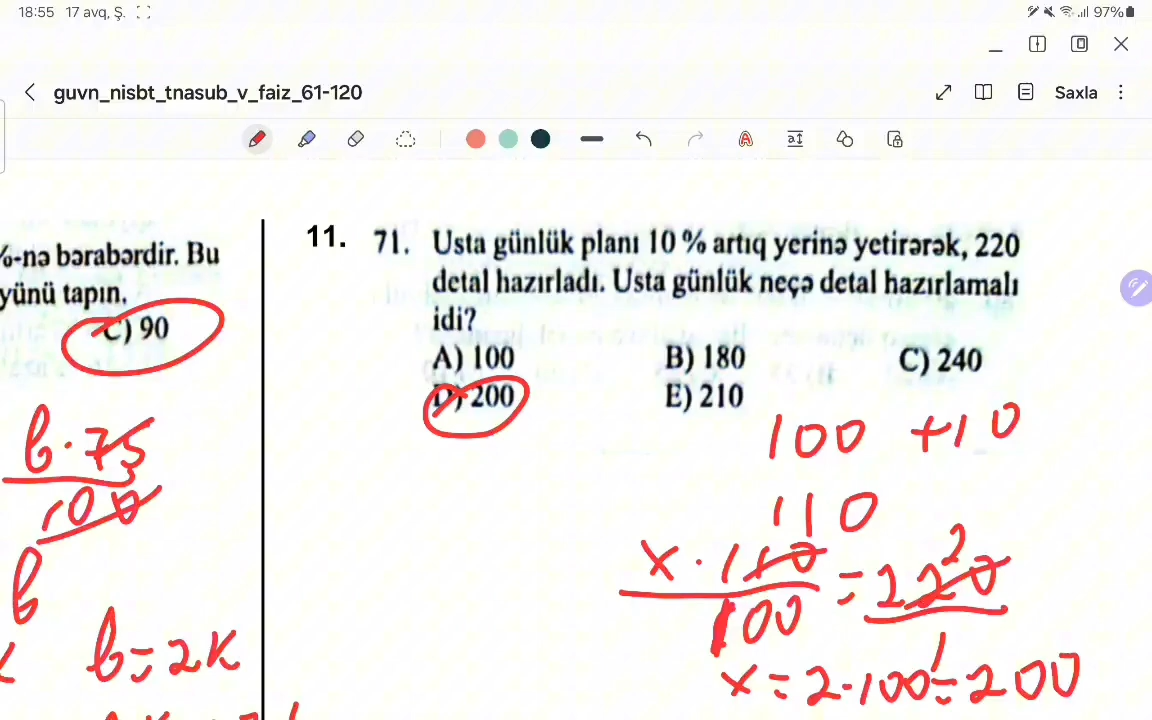 18:55 17 avq, Ş. 97%
guvn_nisbt_tnasub_v_faiz_61-120 Saxla
%-nə bərabərdir. Bu
yünü tapın.
C) 90
b·75
100
b
b=2K
11. 71. Usta günlük planı 10 % artıq yerinə yetirərək, 220
detal hazırladı. Usta günlük neçə detal hazırlamalı
idi?
A) 100 B) 180 C) 240
D) 200 E) 210
100 +10
110
x·110 = 220 2
100 1
x=2·100=200